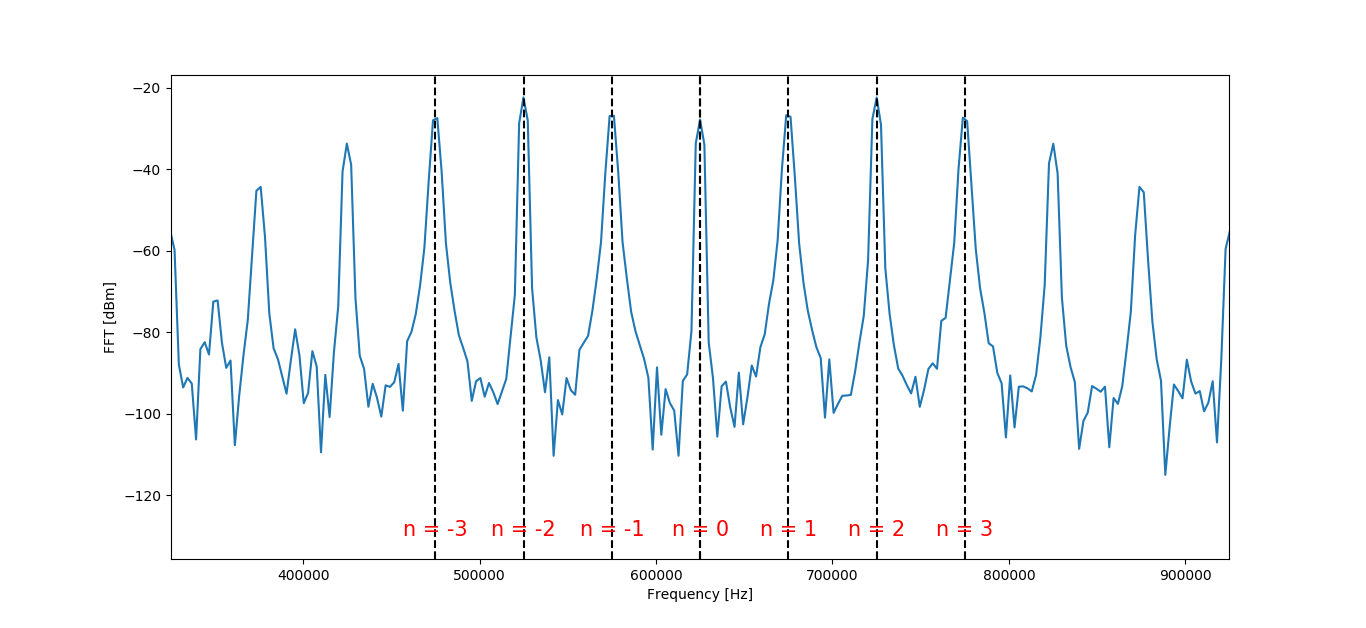 −20
−40
−60
−80
−100
−120
FFT [dBm]
n = -3
n = -2
n = -1
n = 0
n = 1
n = 2
n = 3
400000
500000
600000
700000
800000
900000
Frequency [Hz]